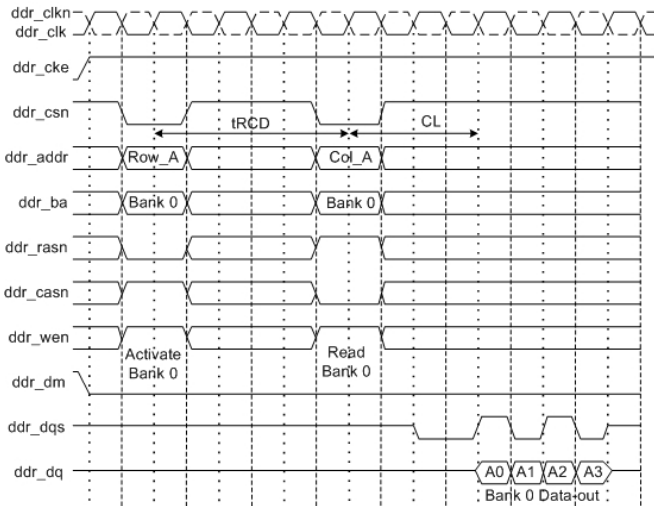 ddr_clkn
ddr_clk
ddr_cke
ddr_csn
tRCD CL
ddr_addr Row_A Col_A
ddr_ba Bank 0 Bank 0
ddr_rasn
ddr_casn
ddr_wen
Activate Read
Bank 0 Bank 0
ddr_dm
ddr_dqs
ddr_dq A0 A1 A2 A3
Bank 0 Data-out